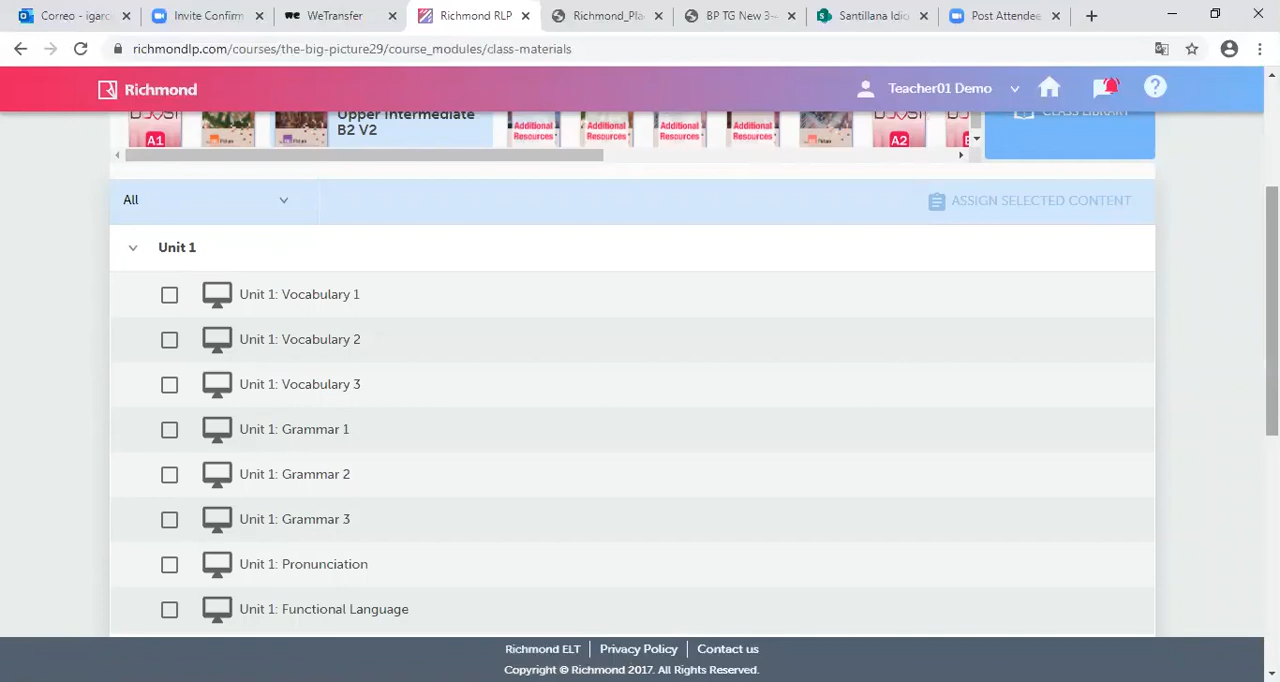 Correo - igarc
Invite Confirm
WeTransfer
Richmond RLP
Richmond_Pla
BP TG New 3-
Santillana Idio
Post Attendee
richmondlp.com/courses/the-big-picture29/course_modules/class-materials
Richmond
Teacher01 Demo
Upper Intermediate
B2 V2
A1
Additional Resources
Additional Resources
Additional Resources
Additional Resources
A2
CLASS LIBRARY
All
ASSIGN SELECTED CONTENT
Unit 1
Unit 1: Vocabulary 1
Unit 1: Vocabulary 2
Unit 1: Vocabulary 3
Unit 1: Grammar 1
Unit 1: Grammar 2
Unit 1: Grammar 3
Unit 1: Pronunciation
Unit 1: Functional Language
Richmond ELT
Privacy Policy
Contact us
Copyright © Richmond 2017. All Rights Reserved.